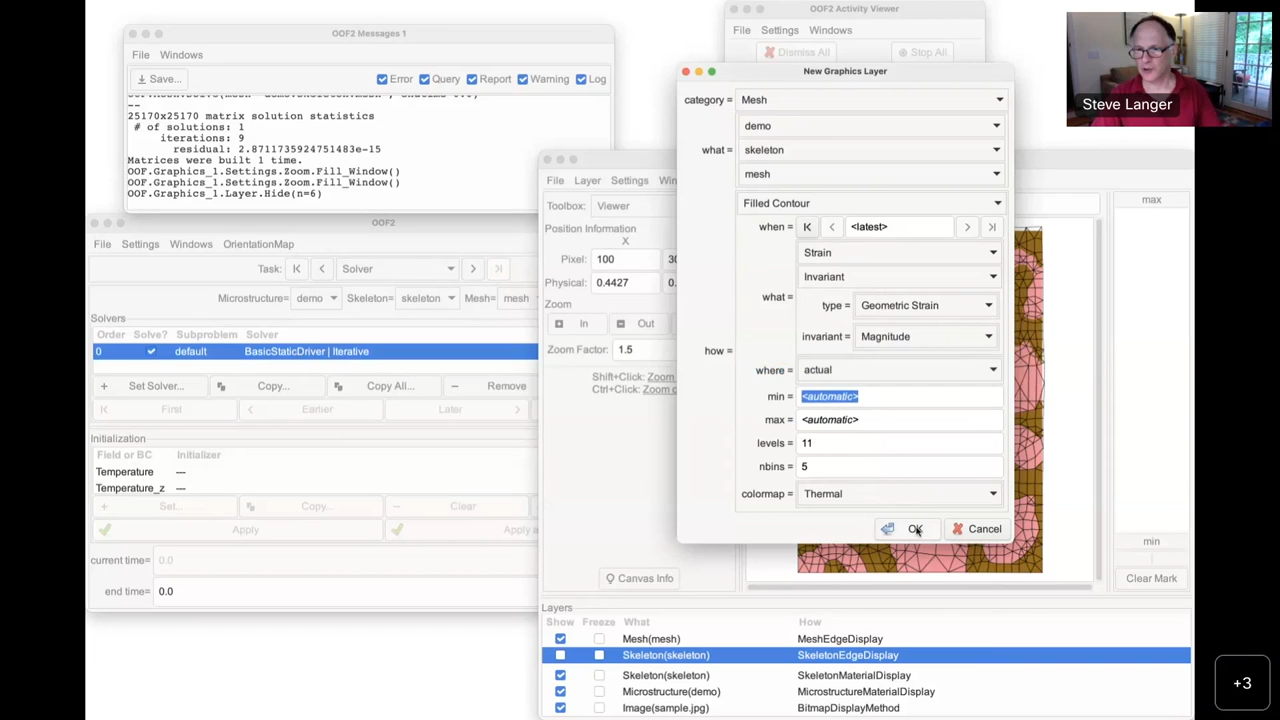 OOF2 Messages 1
File Windows
Save...
Error Query Report Warning Log
--
25170x25170 matrix solution statistics
# of solutions: 1
iterations: 9
residual: 2.8711735924751483e-15
Matrices were built 1 time.
OOF.Graphics_1.Settings.Zoom.Fill_Window()
OOF.Graphics_1.Settings.Zoom.Fill_Window()
OOF.Graphics_1.Layer.Hide(n=6)
OOF2 Activity Viewer
File Settings Windows
Dismiss All Stop All
Steve Langer
OOF2
File Settings Windows OrientationMap
Task: Solver
Microstructure= demo Skeleton= skeleton Mesh= mesh
Solvers
Order Solve? Subproblem Solver
0 default BasicStaticDriver | Iterative
+ Set Solver... Copy... Copy All... − Remove
First Earlier Later
Initialization
Field or BC Initializer
Temperature ---
Temperature_z ---
+ Set... Copy... − Clear
Apply
current time= 0.0
end time= 0.0
File Layer Settings
Toolbox: Viewer
Position Information
X
Pixel: 100
Physical: 0.4427
Zoom
In Out
Zoom Factor: 1.5
Shift+Click: Zoom
Ctrl+Click:
Canvas Info
New Graphics Layer
category = Mesh
what = demo
skeleton
mesh
how = Filled Contour
when = <latest>
what = Strain
Invariant
type = Geometric Strain
invariant = Magnitude
where = actual
min = <automatic>
max = <automatic>
levels = 11
nbins = 5
colormap = Thermal
OK Cancel
max
min
Clear Mark
Layers
Show Freeze What How
Mesh(mesh) MeshEdgeDisplay
Skeleton(skeleton) SkeletonEdgeDisplay
Skeleton(skeleton) SkeletonMaterialDisplay
Microstructure(demo) MicrostructureMaterialDisplay
Image(sample.jpg) BitmapDisplayMethod
+3